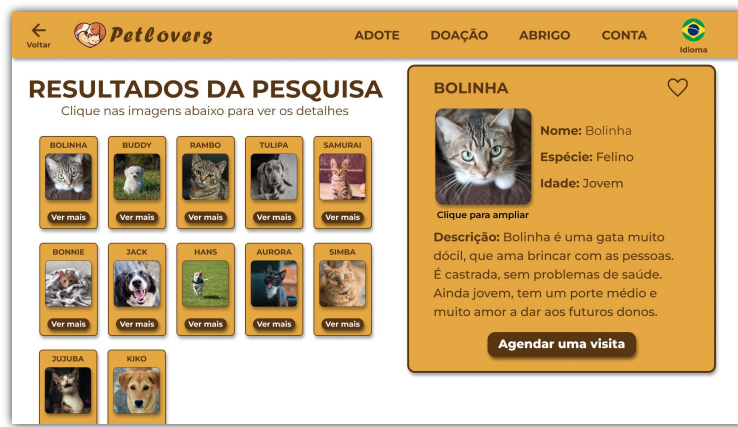 Voltar
Petlovers
ADOTE DOAÇÃO ABRIGO CONTA
Idioma
RESULTADOS DA PESQUISA
Clique nas imagens abaixo para ver os detalhes
BOLINHA BUDDY RAMBO TULIPA SAMURAI
Ver mais Ver mais Ver mais Ver mais Ver mais
BONNIE JACK HANS AURORA SIMBA
Ver mais Ver mais Ver mais Ver mais Ver mais
JUJUBA KIKO
BOLINHA
Nome: Bolinha
Espécie: Felino
Idade: Jovem
Clique para ampliar
Descrição: Bolinha é uma gata muito
dócil, que ama brincar com as pessoas.
É castrada, sem problemas de saúde.
Ainda jovem, tem um porte médio e
muito amor a dar aos futuros donos.
Agendar uma visita